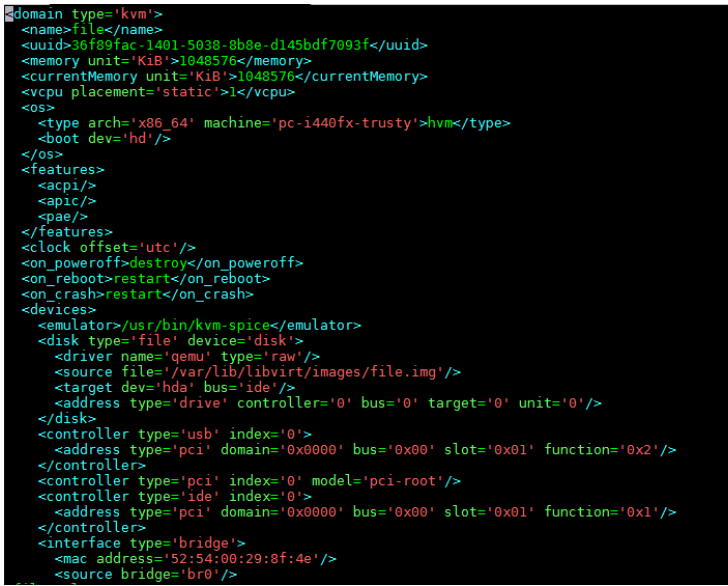 <domain type='kvm'>
<name>file</name>
<uuid>36f89fac-1401-5038-8b8e-d145bdf7093f</uuid>
<memory unit='KiB'>1048576</memory>
<currentMemory unit='KiB'>1048576</currentMemory>
<vcpu placement='static'>1</vcpu>
<os>
<type arch='x86_64' machine='pc-i440fx-trusty'>hvm</type>
<boot dev='hd'/>
</os>
<features>
<acpi/>
<apic/>
<pae/>
</features>
<clock offset='utc'/>
<on_poweroff>destroy</on_poweroff>
<on_reboot>restart</on_reboot>
<on_crash>restart</on_crash>
<devices>
<emulator>/usr/bin/kvm-spice</emulator>
<disk type='file' device='disk'>
<driver name='qemu' type='raw'/>
<source file='/var/lib/libvirt/images/file.img'/>
<target dev='hda' bus='ide'/>
<address type='drive' controller='0' bus='0' target='0' unit='0'/>
</disk>
<controller type='usb' index='0'>
<address type='pci' domain='0x0000' bus='0x00' slot='0x01' function='0x2'/>
</controller>
<controller type='pci' index='0' model='pci-root'/>
<controller type='ide' index='0'>
<address type='pci' domain='0x0000' bus='0x00' slot='0x01' function='0x1'/>
</controller>
<interface type='bridge'>
<mac address='52:54:00:29:8f:4e'/>
<source bridge='br0'/>